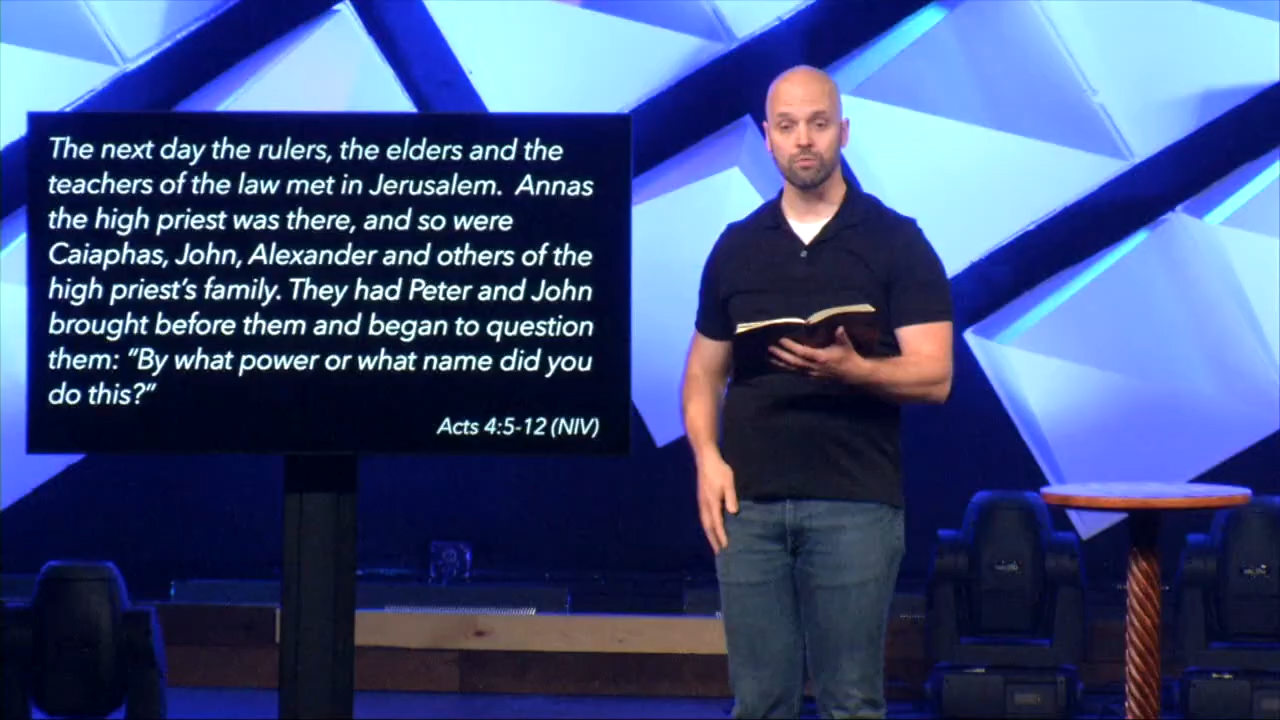 The next day the rulers, the elders and the
teachers of the law met in Jerusalem.  Annas
the high priest was there, and so were
Caiaphas, John, Alexander and others of the
high priest’s family. They had Peter and John
brought before them and began to question
them: “By what power or what name did you
do this?”
Acts 4:5-12 (NIV)